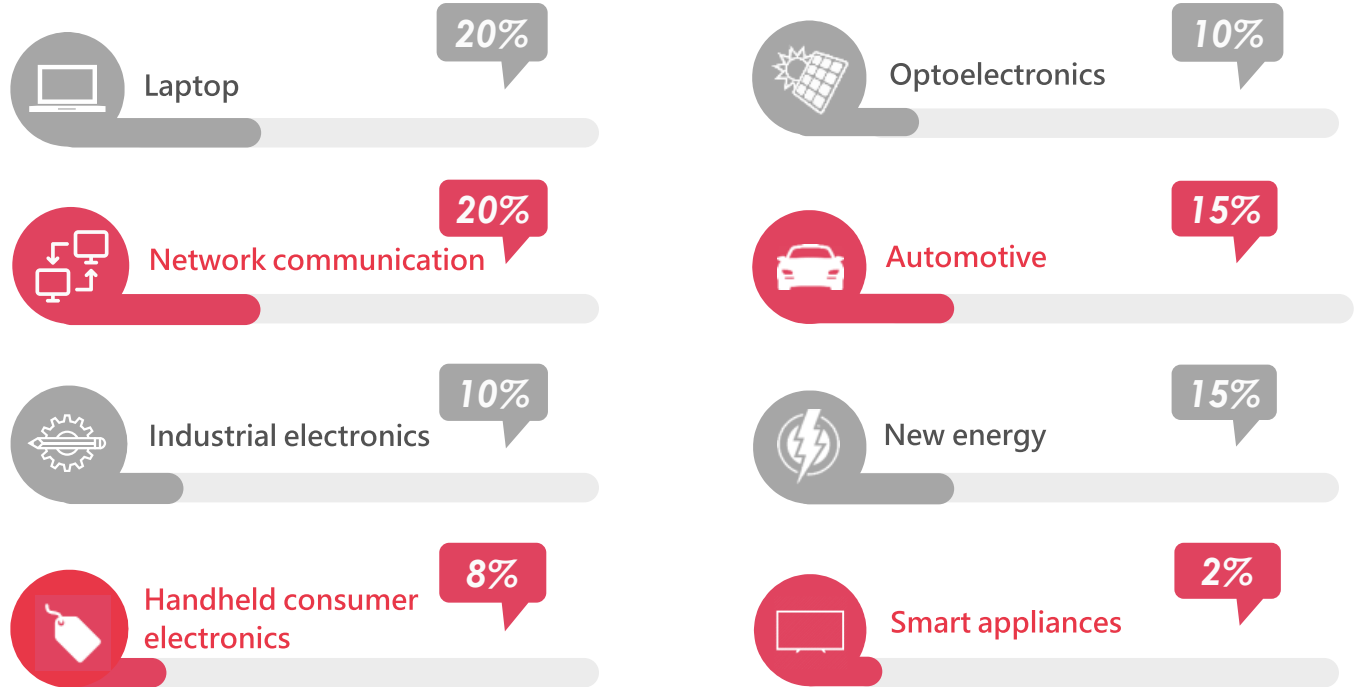 20%
Laptop
10%
Optoelectronics
20%
Network communication
15%
Automotive
10%
Industrial electronics
15%
New energy
8%
Handheld consumer
electronics
2%
Smart appliances